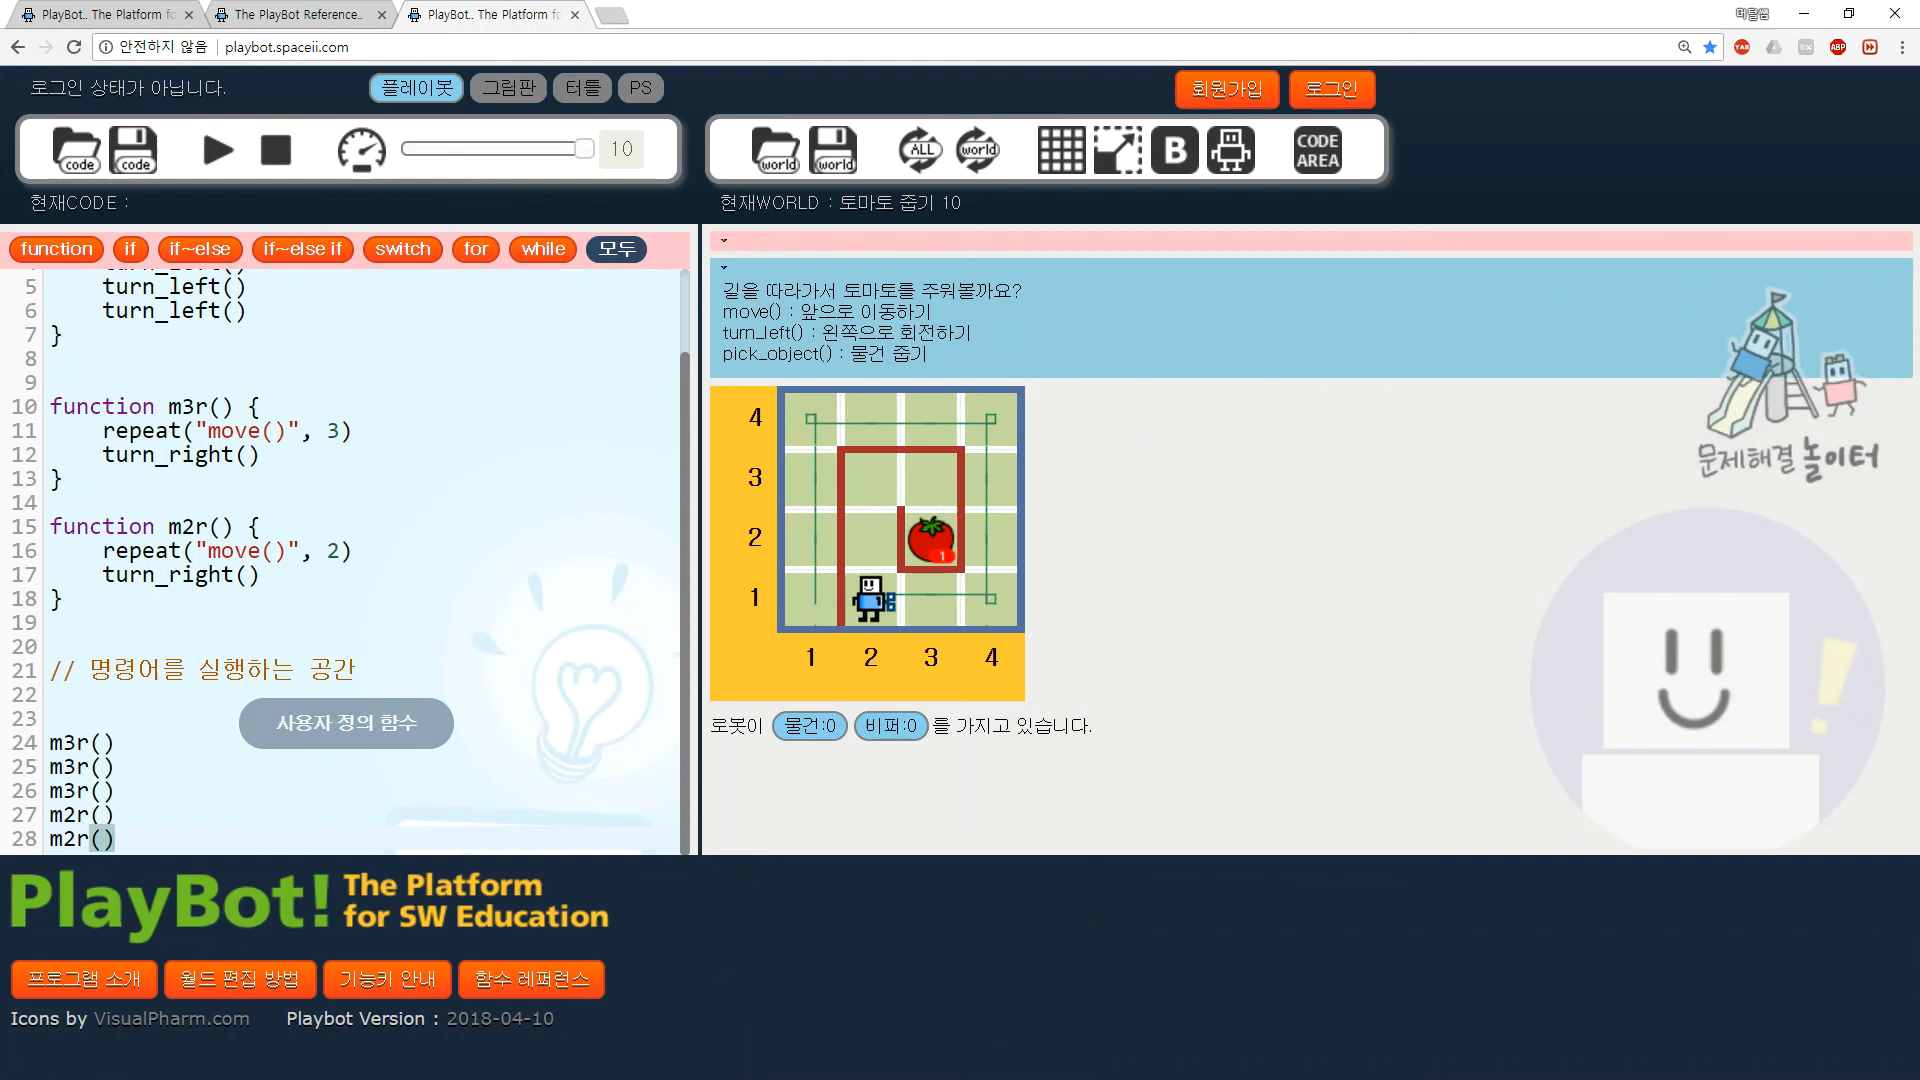 PlayBot.. The Platform fo
The PlayBot Reference..
PlayBot.. The Platform fo
안전하지 않음
playbot.spaceii.com
로그인 상태가 아닙니다.
플레이봇
그림판
터틀
PS
회원가입
로그인
code
code
10
world
world
ALL
world
B
CODE
AREA
현재CODE :
현재WORLD : 토마토 줍기 10
function
if
if~else
if~else if
switch
for
while
모두
5 turn_left()
6 turn_left()
7 }
8
9
10 function m3r() {
11 repeat("move()", 3)
12 turn_right()
13 }
14
15 function m2r() {
16 repeat("move()", 2)
17 turn_right()
18 }
19
20
21 // 명령어를 실행하는 공간
22
23
사용자 정의 함수
24 m3r()
25 m3r()
26 m3r()
27 m2r()
28 m2r()
길을 따라가서 토마토를 주워볼까요?
move() : 앞으로 이동하기
turn_left() : 왼쪽으로 회전하기
pick_object() : 물건 줍기
문제해결 놀이터
4
3
2
1
1
1 2 3 4
로봇이 물건:0 비퍼:0 를 가지고 있습니다.
PlayBot! The Platform
for SW Education
프로그램 소개
월드 편집 방법
기능키 안내
함수 레퍼런스
Icons by VisualPharm.com
Playbot Version : 2018-04-10